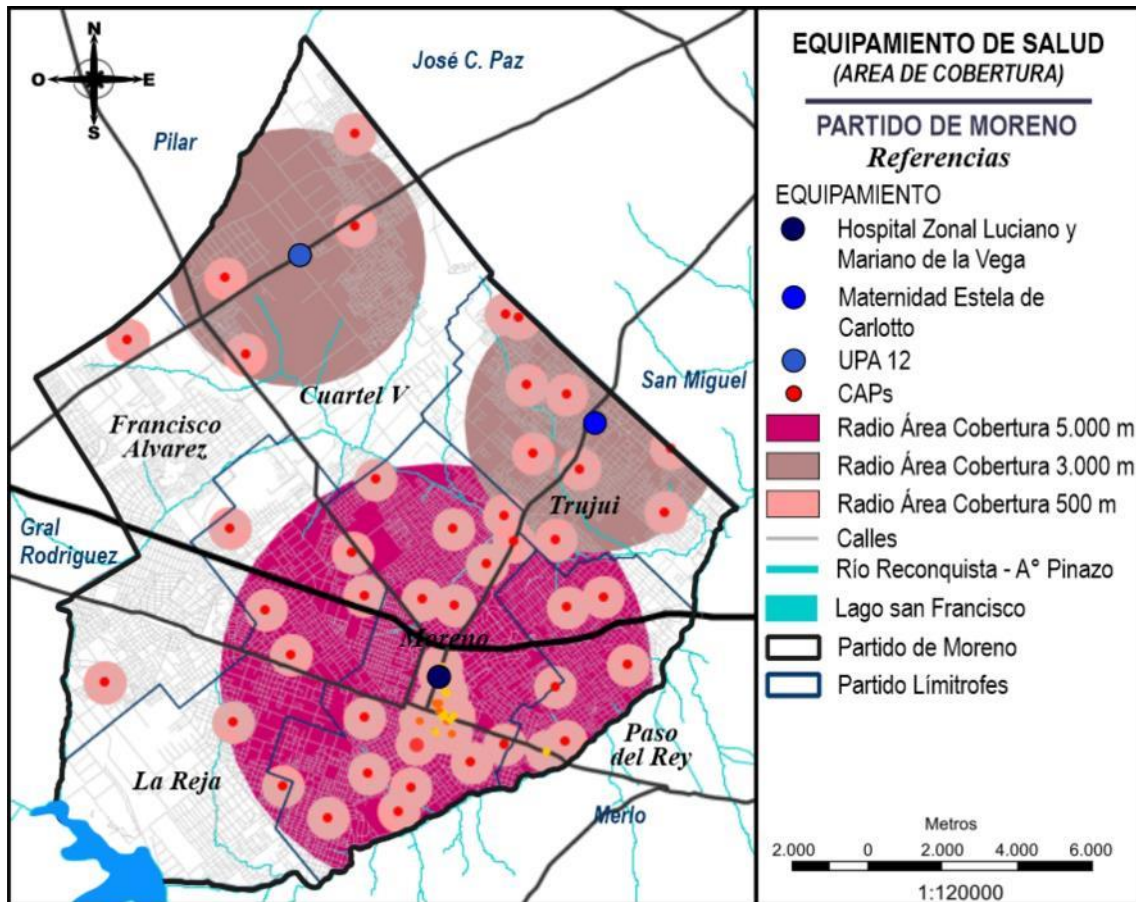 N
O
E
S
José C. Paz
Pilar
San Miguel
Cuartel V
Francisco
Alvarez
Trujui
Gral
Rodriguez
Moreno
Paso
del Rey
La Reja
Merlo
EQUIPAMIENTO DE SALUD
(AREA DE COBERTURA)
PARTIDO DE MORENO
Referencias
EQUIPAMIENTO
Hospital Zonal Luciano y
Mariano de la Vega
Maternidad Estela de
Carlotto
UPA 12
CAPs
Radio Área Cobertura 5.000 m
Radio Área Cobertura 3.000 m
Radio Área Cobertura 500 m
Calles
Río Reconquista - A° Pinazo
Lago san Francisco
Partido de Moreno
Partido Límitrofes
Metros
2.000 0 2.000 4.000 6.000
1:120000